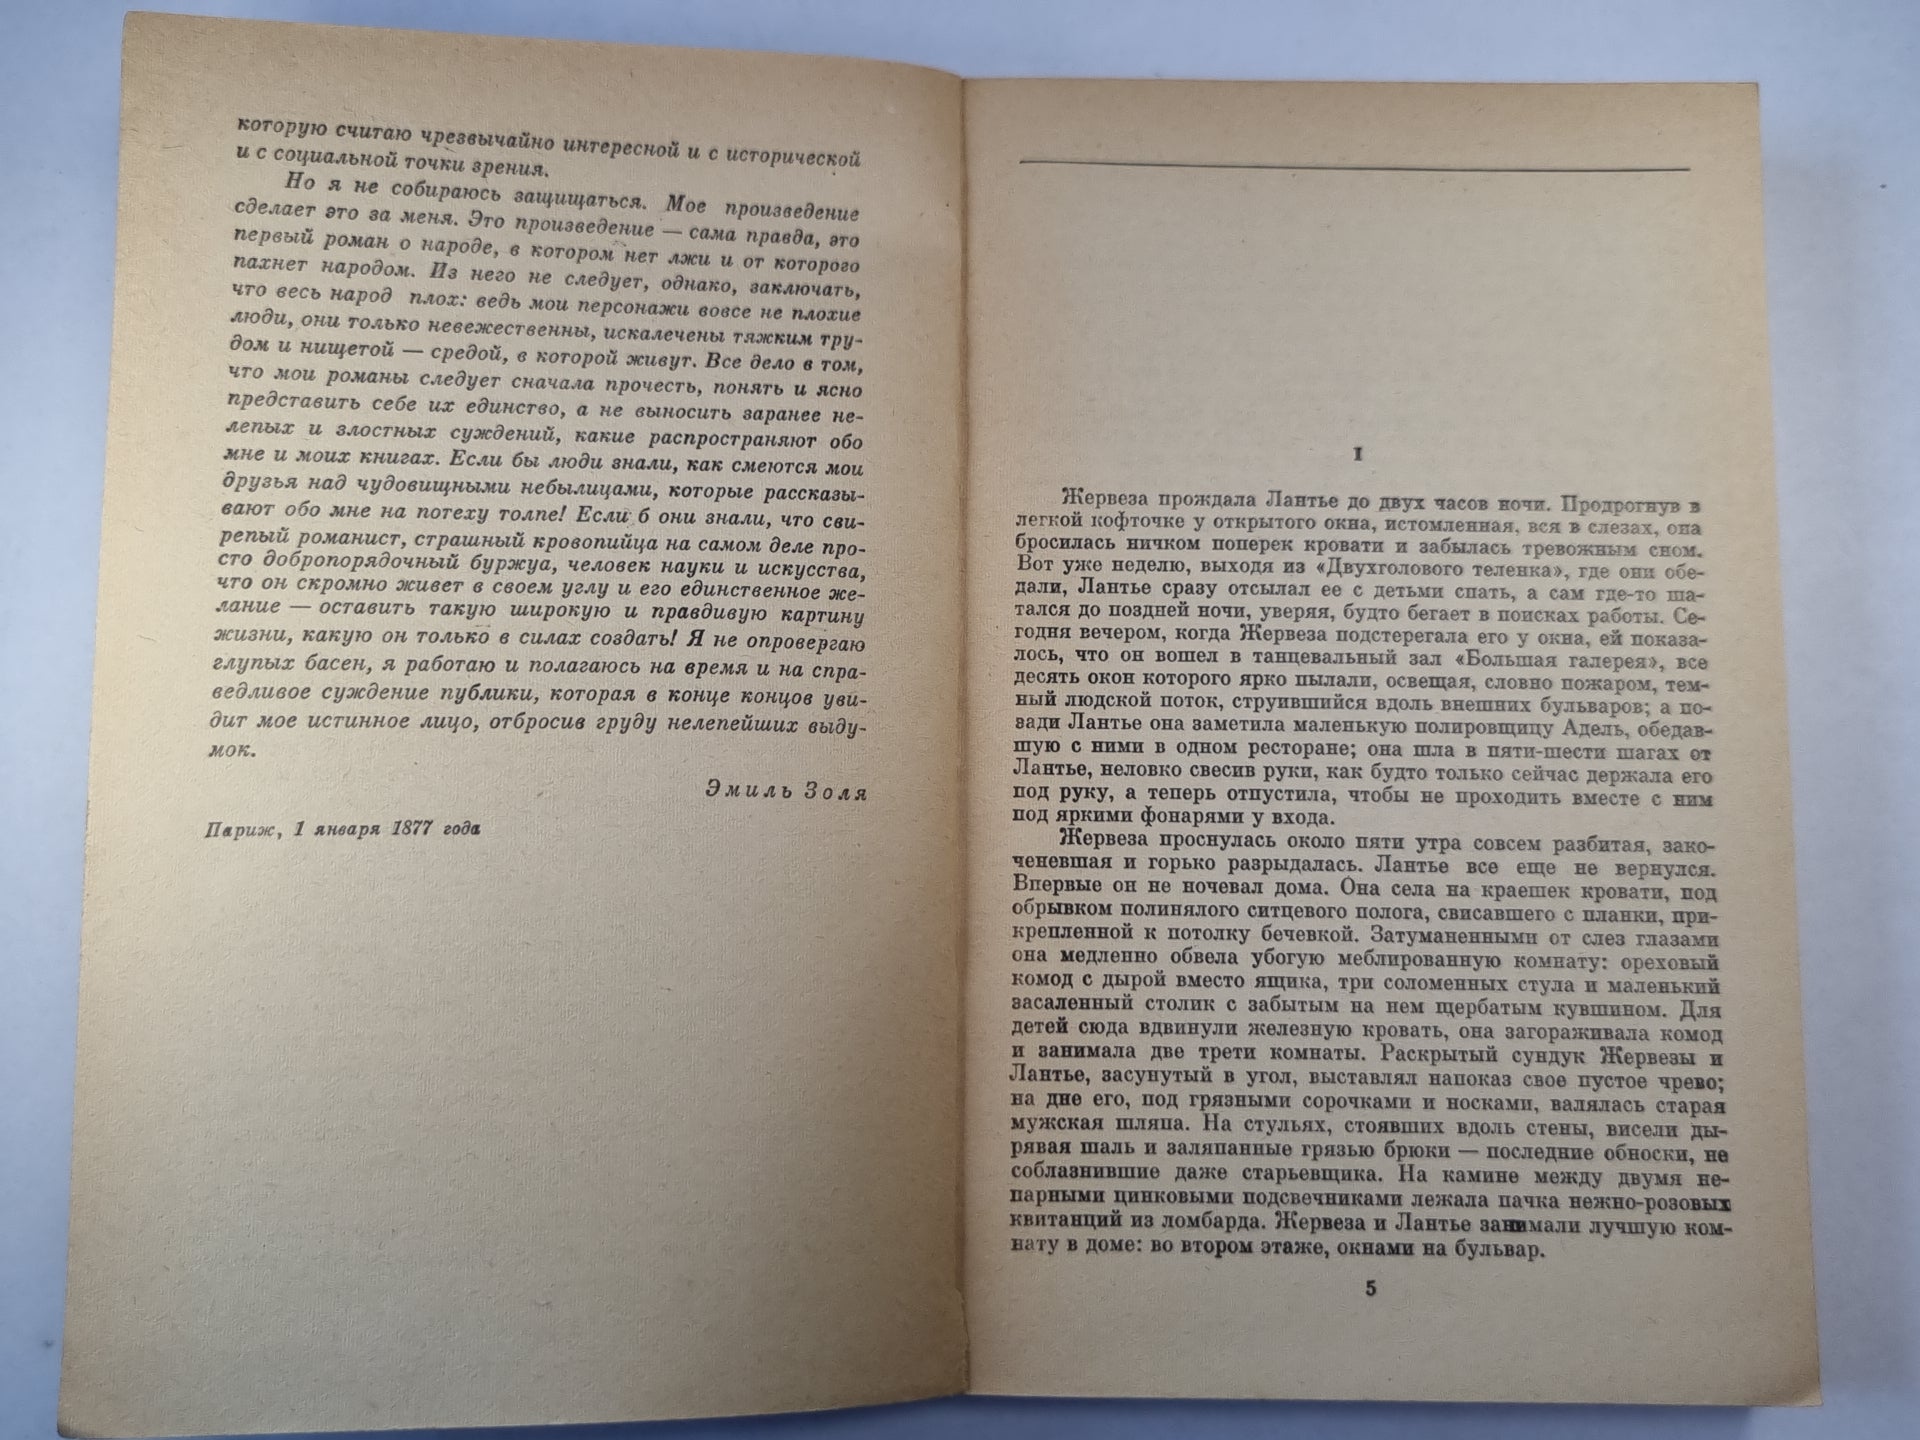 которую считаю чрезвычайно интересной и с исторической
и с социальной точки зрения.
Но я не собираюсь защищаться. Мое произведение
сделает это за меня. Это произведение — сама правда, это
первый роман о народе, в котором нет лжи и от которого
пахнет народом. Из него не следует, однако, заключать,
что весь народ плох: ведь мои персонажи вовсе не плохие
люди, они только невежественны, искалечены тяжким тру-
дом и нищетой — средой, в которой живут. Все дело в том,
что мои романы следует сначала прочесть, понять и ясно
представить себе их единство, а не выносить заранее не-
лепых и злостных суждений, какие распространяют обо
мне и моих книгах. Если бы люди знали, как смеются мои
друзья над чудовищными небылицами, которые рассказы-
вают обо мне на потеху толпе! Если б они знали, что сви-
репый романист, страшный кровопийца на самом деле про-
сто добропорядочный буржуа, человек науки и искусства,
что он скромно живет в своем углу и его единственное же-
лание — оставить такую широкую и правдивую картину
жизни, какую он только в силах создать! Я не опровергаю
глупых басен, я работаю и полагаюсь на время и на спра-
ведливое суждение публики, которая в конце концов уви-
дит мое истинное лицо, отбросив груду нелепейших выду-
мок.
Эмиль Золя
Париж, 1 января 1877 года
I
Жервеза прождала Лантье до двух часов ночи. Продрогнув в
легкой кофточке у открытого окна, истомленная, вся в слезах, она
бросилась ничком поперек кровати и забылась тревожным сном.
Вот уже неделю, выходя из «Двухголового теленка», где они обе-
дали, Лантье сразу отсылал ее с детьми спать, а сам где-то ша-
тался до поздней ночи, уверяя, будто бегает в поисках работы. Се-
годня вечером, когда Жервеза подстерегала его у окна, ей показа-
лось, что он вошел в танцевальный зал «Большая галерея», все
десять окон которого ярко пылали, освещая, словно пожаром, тем-
ный людской поток, струившийся вдоль внешних бульваров; а по-
зади Лантье она заметила маленькую полировщицу Адель, обедав-
шую с ними в одном ресторане; она шла в пяти-шести шагах от
Лантье, неловко свесив руки, как будто только сейчас держала его
под руку, а теперь отпустила, чтобы не проходить вместе с ним
под яркими фонарями у входа.
Жервеза проснулась около пяти утра совсем разбитая, зако-
ченевшая и горько разрыдалась. Лантье все еще не вернулся.
Впервые он не ночевал дома. Она села на краешек кровати, под
обрывком полинялого ситцевого полога, свисавшего с планки, при-
крепленной к потолку бечевкой. Затуманенными от слез глазами
она медленно обвела убогую меблированную комнату: ореховый
комод с дырой вместо ящика, три соломенных стула и маленький
засаленный столик с забытым на нем щербатым кувшином. Для
детей сюда вдвинули железную кровать, она загораживала комод
и занимала две трети комнаты. Раскрытый сундук Жервезы и
Лантье, засунутый в угол, выставлял напоказ свое пустое чрево;
на дне его, под грязными сорочками и носками, валялась старая
мужская шляпа. На стульях, стоявших вдоль стены, висели ды-
рявая шаль и заляпанные грязью брюки — последние обноски, не
соблазнившие даже старьевщика. На камине между двумя не-
парными цинковыми подсвечниками лежала пачка нежно-розовых
квитанций из ломбарда. Жервеза и Лантье занимали лучшую ком-
нату в доме: во втором этаже, окнами на бульвар.
5